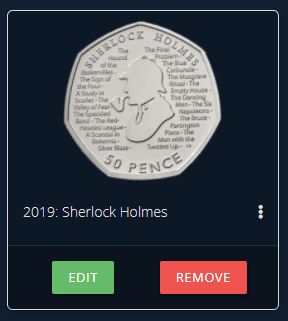 SHERLOCK HOLMES
The Hound of the Baskervilles -
The Sign of the Four -
A Study in Scarlet - The
Valley of Fear
The Speckled
Band - The Red-
Headed League -
A Scandal in
Bohemia -
Silver Blaze -
The Final
Problem -
The Blue
Carbuncle -
The Musgrave
Ritual - The
Empty House -
The Dancing
Men - The Six
Napoleons -
The Bruce-
Partington
Plans - The
Man with the
Twisted Lip -
50 PENCE
2019: Sherlock Holmes
EDIT
REMOVE